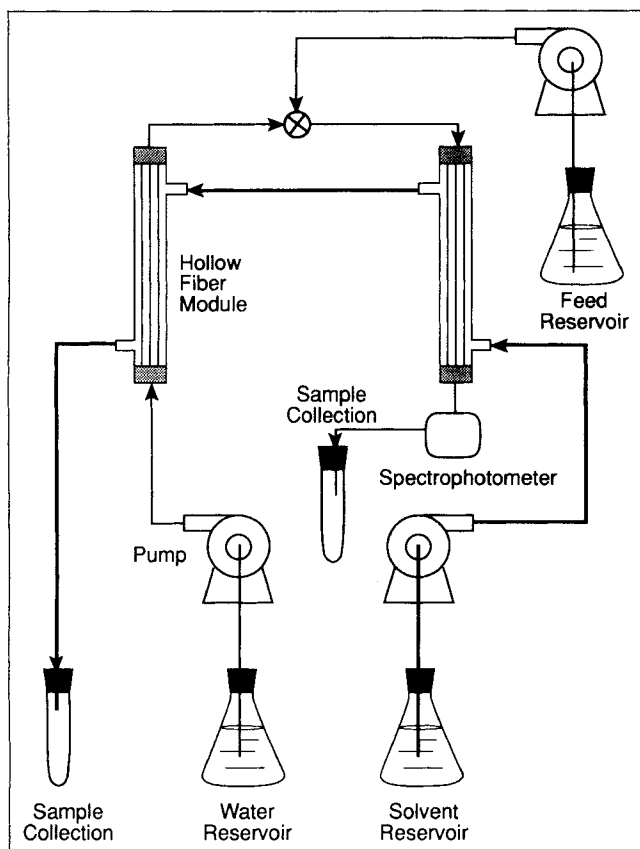 Hollow
Fiber
Module
Feed
Reservoir
Sample
Collection
Spectrophotometer
Pump
Sample
Collection
Water
Reservoir
Solvent
Reservoir